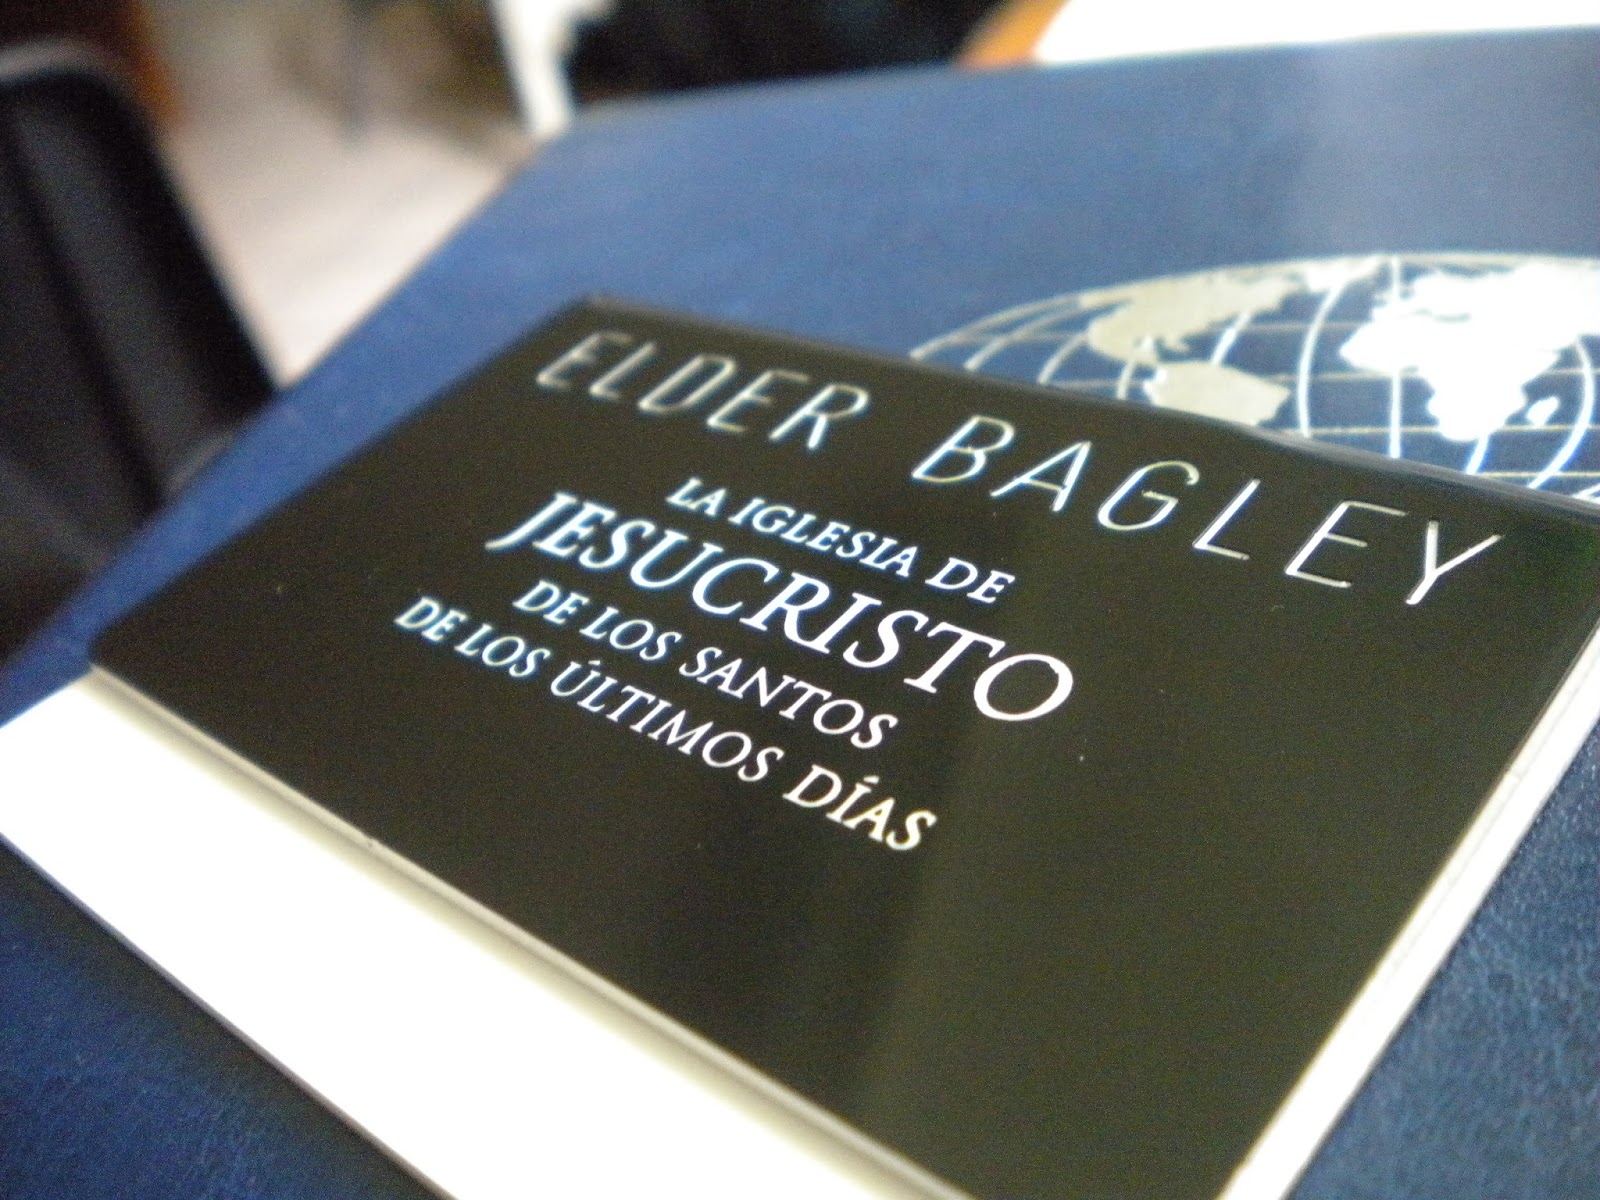 ELDER BAGLEY
LA IGLESIA DE
JESUCRISTO
DE LOS SANTOS
DE LOS ÚLTIMOS DÍAS